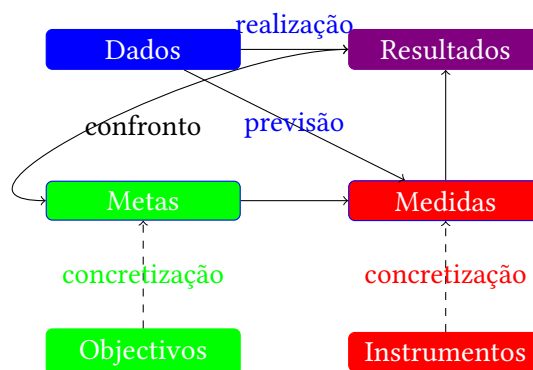 realização
Dados
Resultados
confronto
previsão
Metas
Medidas
concretização
concretização
Objectivos
Instrumentos